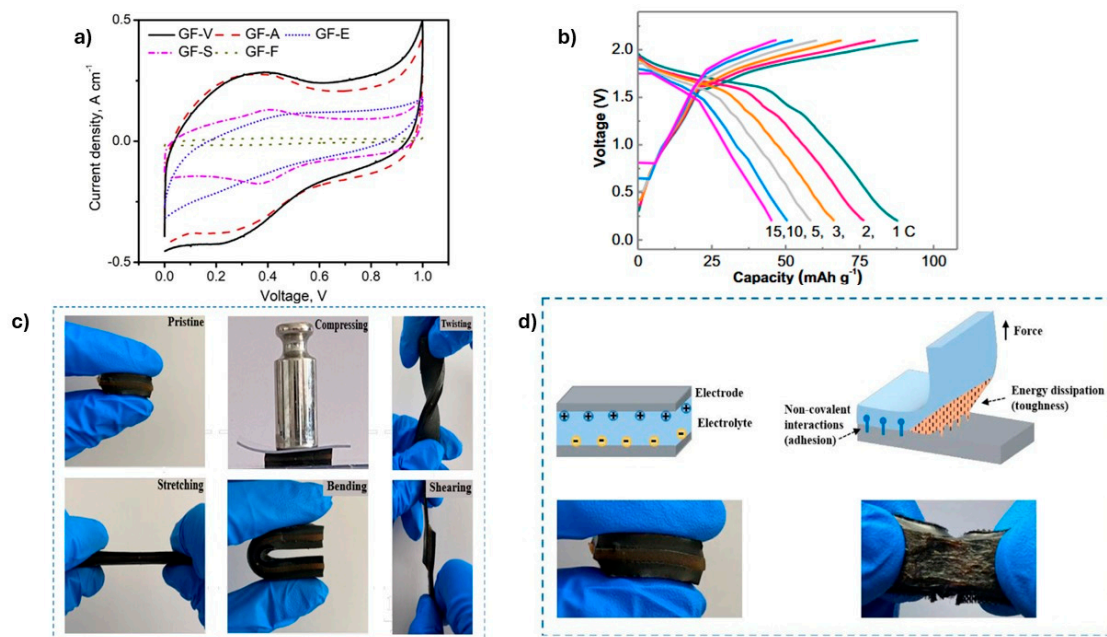 a)
GF-V GF-A GF-E
GF-S GF-F
Current density, A cm⁻¹
0.5
0.0
-0.5
0.0 0.2 0.4 0.6 0.8 1.0
Voltage, V
b)
Voltage (V)
2.0
1.5
1.0
0.5
0.0
15, 10, 5, 3, 2, 1 C
0 25 50 75 100
Capacity (mAh g⁻¹)
c)
Pristine
Compressing
Twisting
Stretching
Bending
Shearing
d)
Electrode
Electrolyte
Force
Energy dissipation
(toughness)
Non-covalent
interactions
(adhesion)